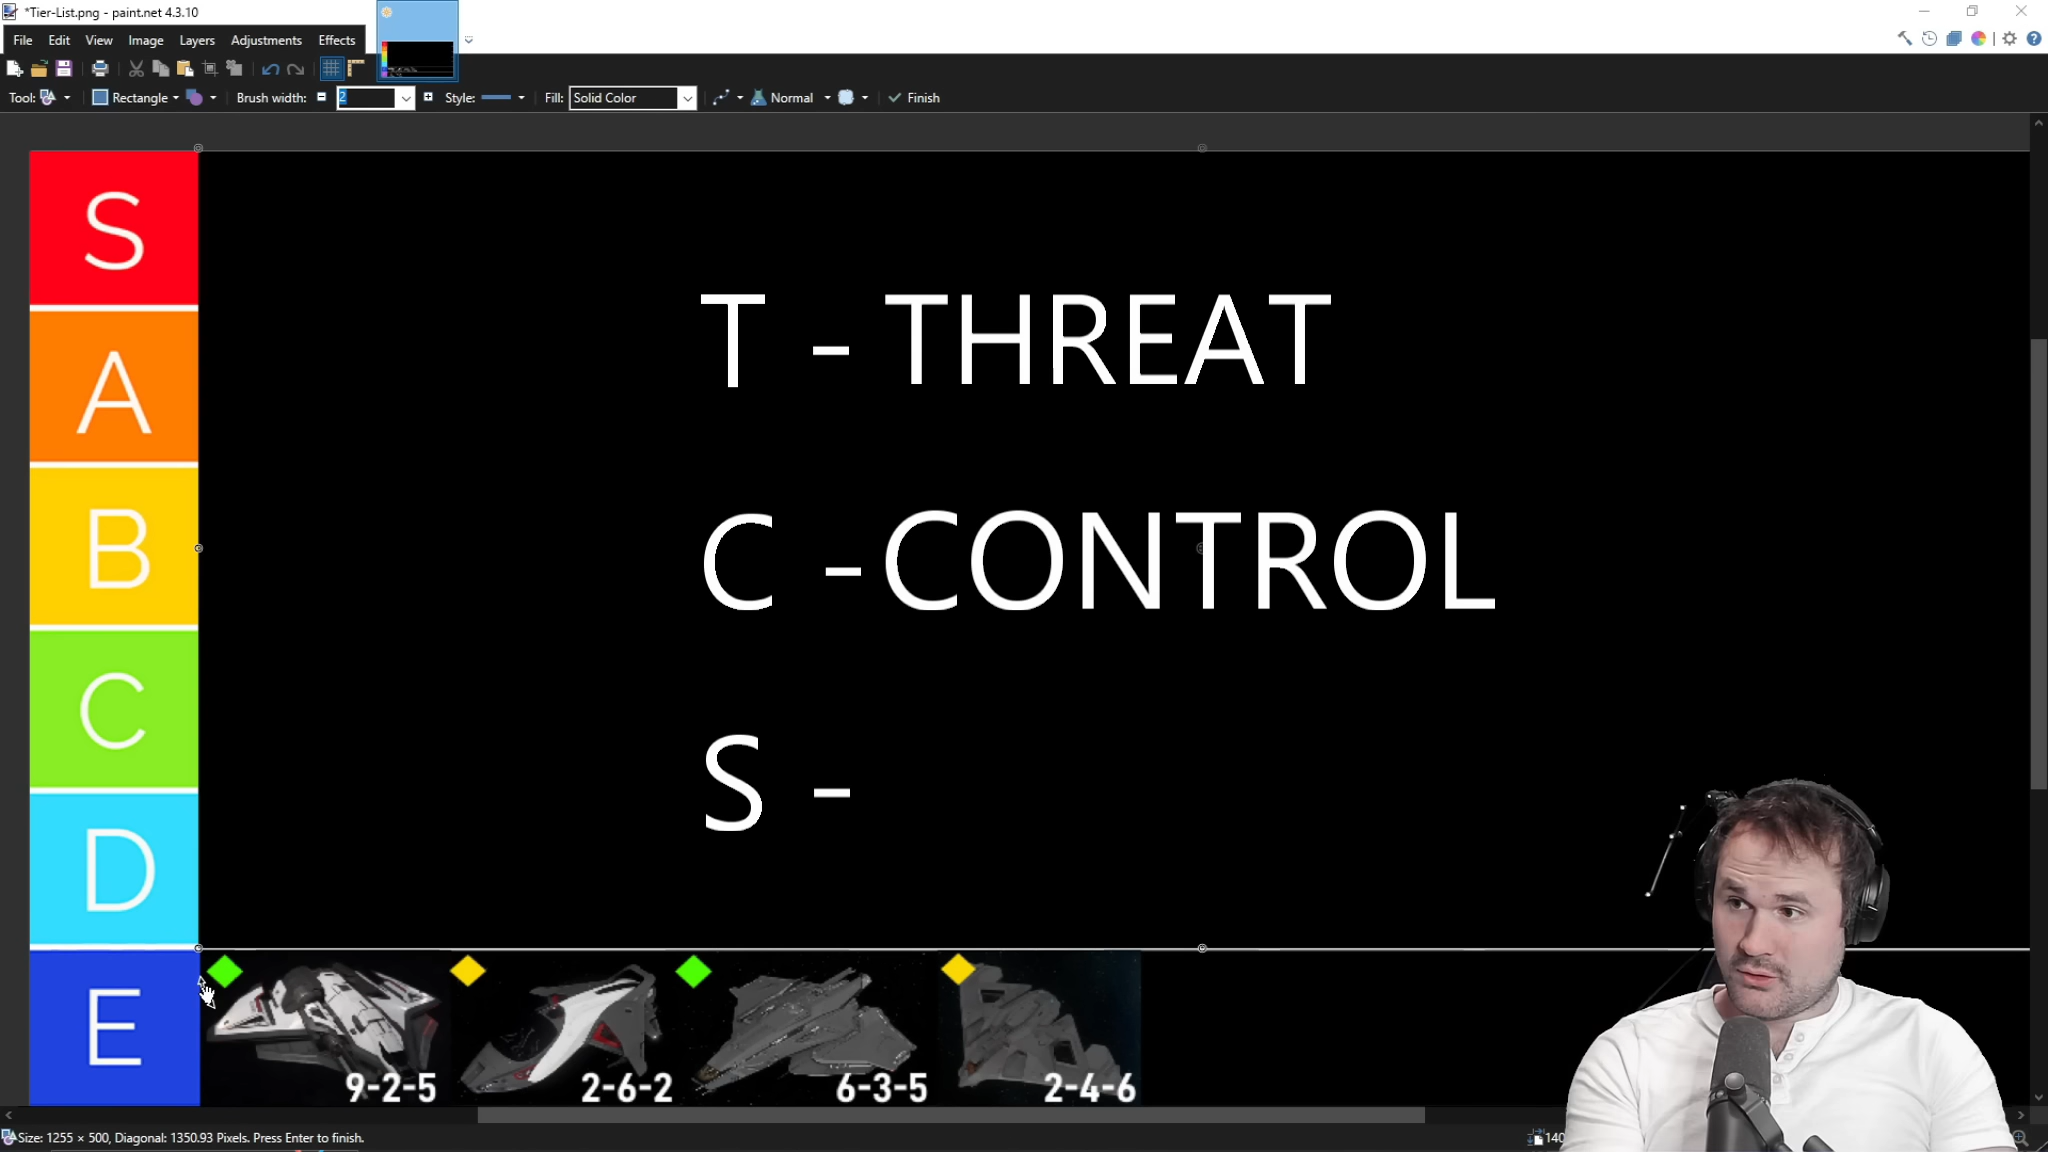 *Tier-List.png - paint.net 4.3.10
File Edit View Image Layers Adjustments Effects
Tool: Rectangle Brush width: 2 Style: Fill: Solid Color Normal Finish
S
A
B
C
D
E
T - THREAT
C - CONTROL
S -
9-2-5 2-6-2 6-3-5 2-4-6
Size: 1255 × 500, Diagonal: 1350.93 Pixels. Press Enter to finish.